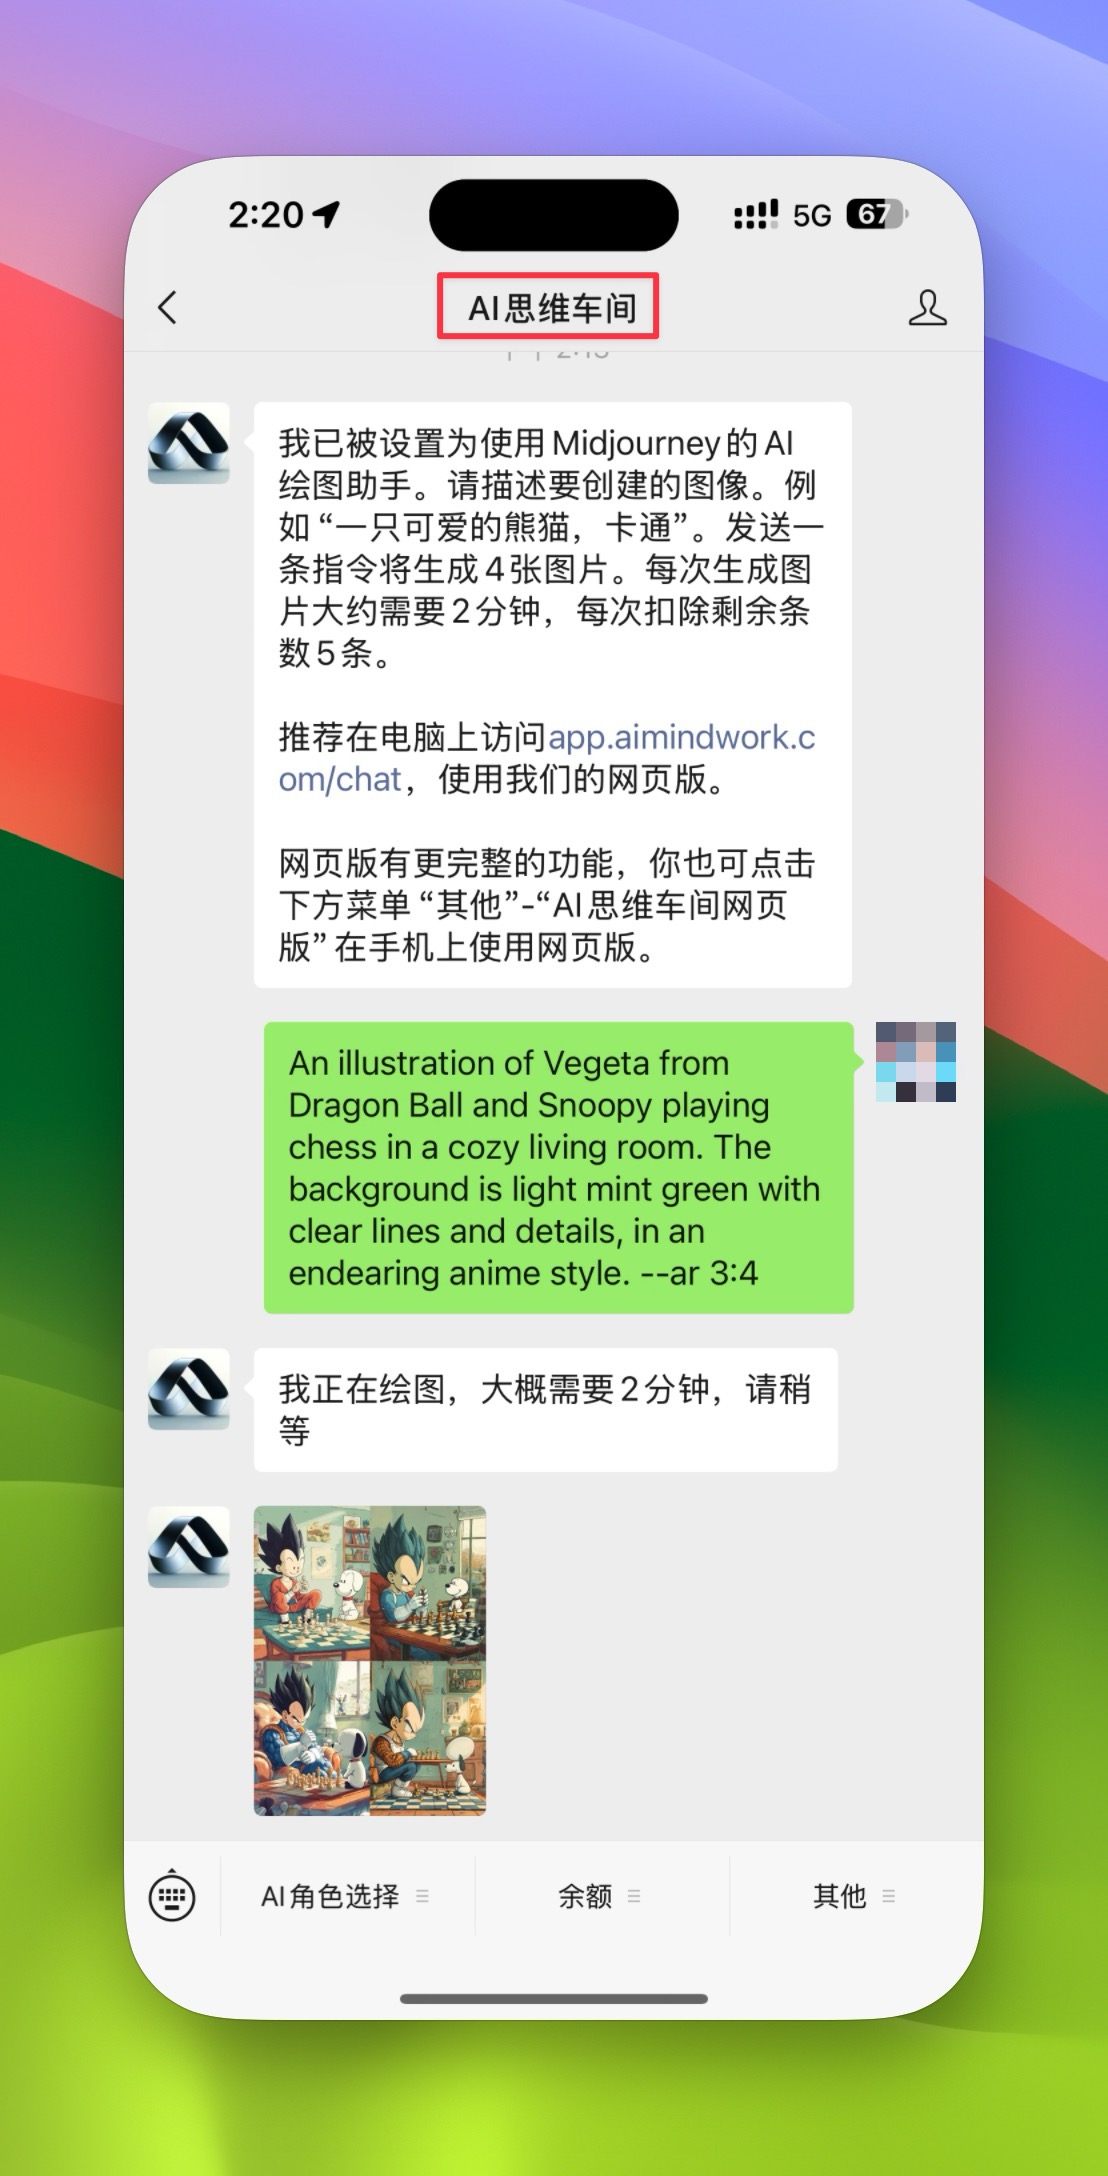 2:20
5G
67
AI思维车间
我已被设置为使用Midjourney的AI
绘图助手。请描述要创建的图像。例
如“一只可爱的熊猫，卡通”。发送一
条指令将生成4张图片。每次生成图
片大约需要2分钟，每次扣除剩余条
数5条。
推荐在电脑上访问app.aimindwork.c
om/chat，使用我们的网页版。
网页版有更完整的功能，你也可点击
下方菜单“其他”-“AI思维车间网页
版”在手机上使用网页版。
An illustration of Vegeta from
Dragon Ball and Snoopy playing
chess in a cozy living room. The
background is light mint green with
clear lines and details, in an
endearing anime style. --ar 3:4
我正在绘图，大概需要2分钟，请稍
等
AI角色选择
余额
其他